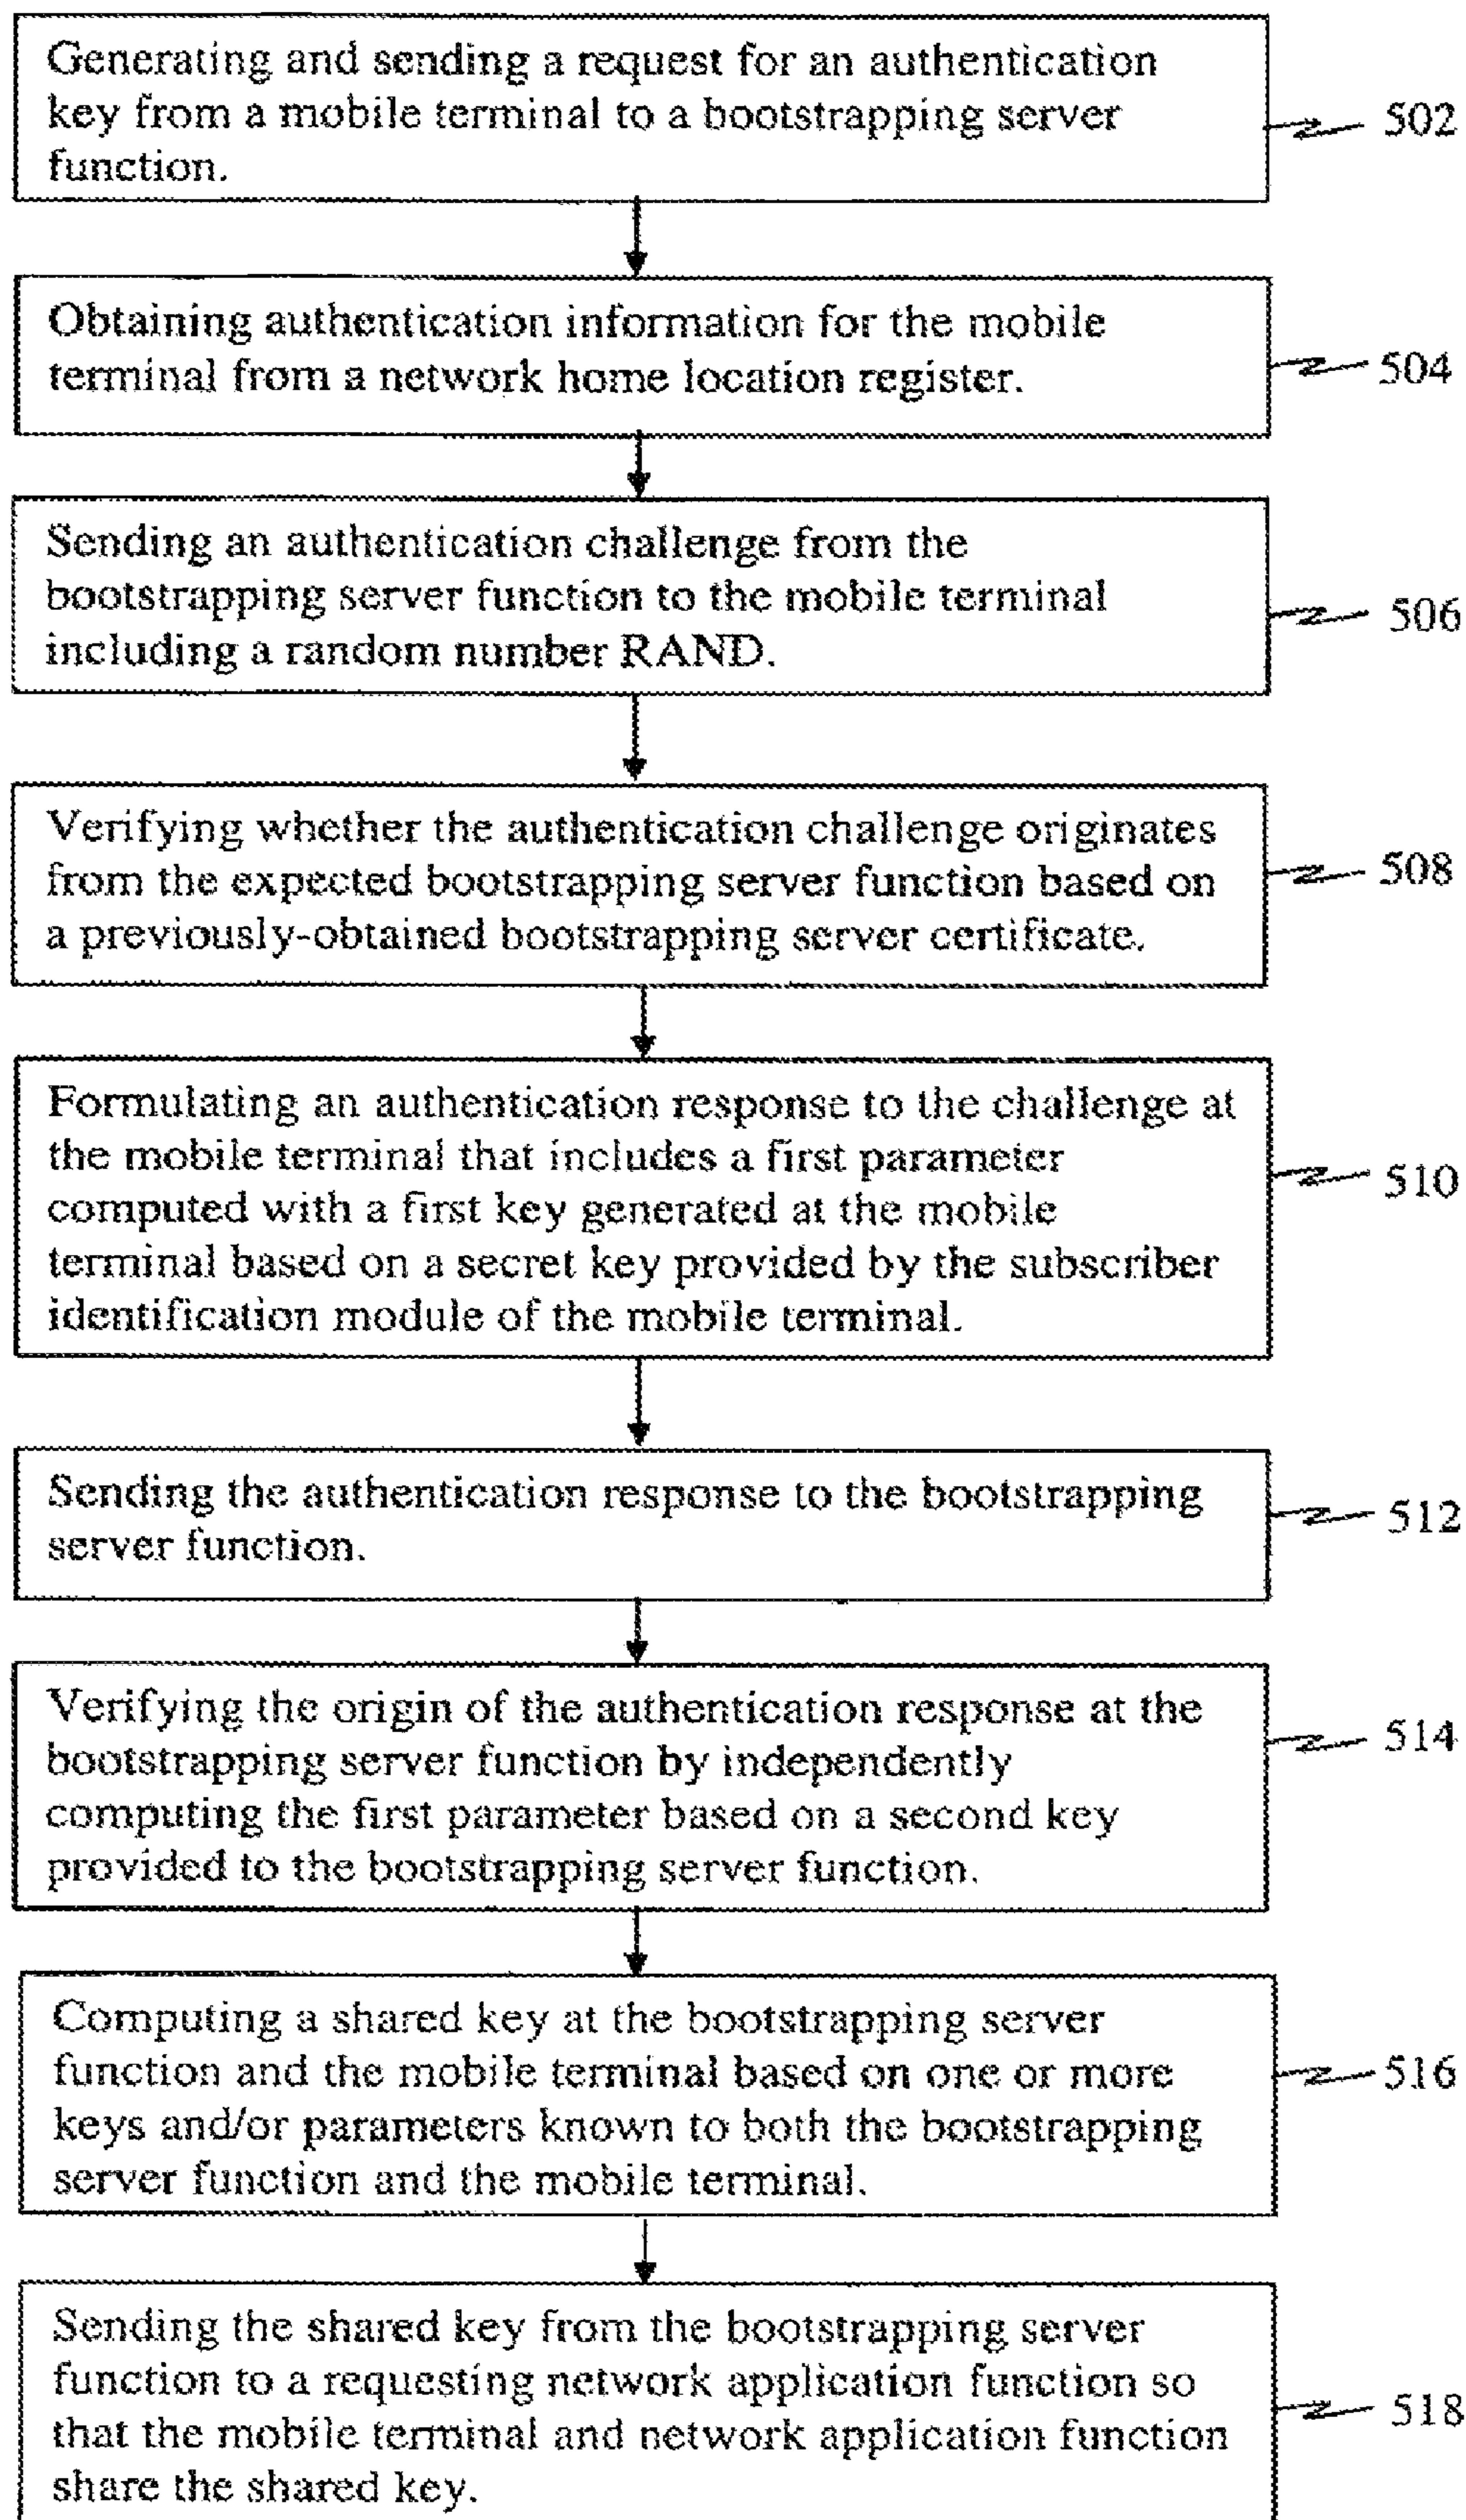 Generating and sending a request for an authentication
key from a mobile terminal to a bootstrapping server
function.
502
Obtaining authentication information for the mobile
terminal from a network home location register.
504
Sending an authentication challenge from the
bootstrapping server function to the mobile terminal
including a random number RAND.
506
Verifying whether the authentication challenge originates
from the expected bootstrapping server function based on
a previously-obtained bootstrapping server certificate.
508
Formulating an authentication response to the challenge at
the mobile terminal that includes a first parameter
computed with a first key generated at the mobile
terminal based on a secret key provided by the subscriber
identification module of the mobile terminal.
510
Sending the authentication response to the bootstrapping
server function.
512
Verifying the origin of the authentication response at the
bootstrapping server function by independently
computing the first parameter based on a second key
provided to the bootstrapping server function.
514
Computing a shared key at the bootstrapping server
function and the mobile terminal based on one or more
keys and/or parameters known to both the bootstrapping
server function and the mobile terminal.
516
Sending the shared key from the bootstrapping server
function to a requesting network application function so
that the mobile terminal and network application function
share the shared key.
518